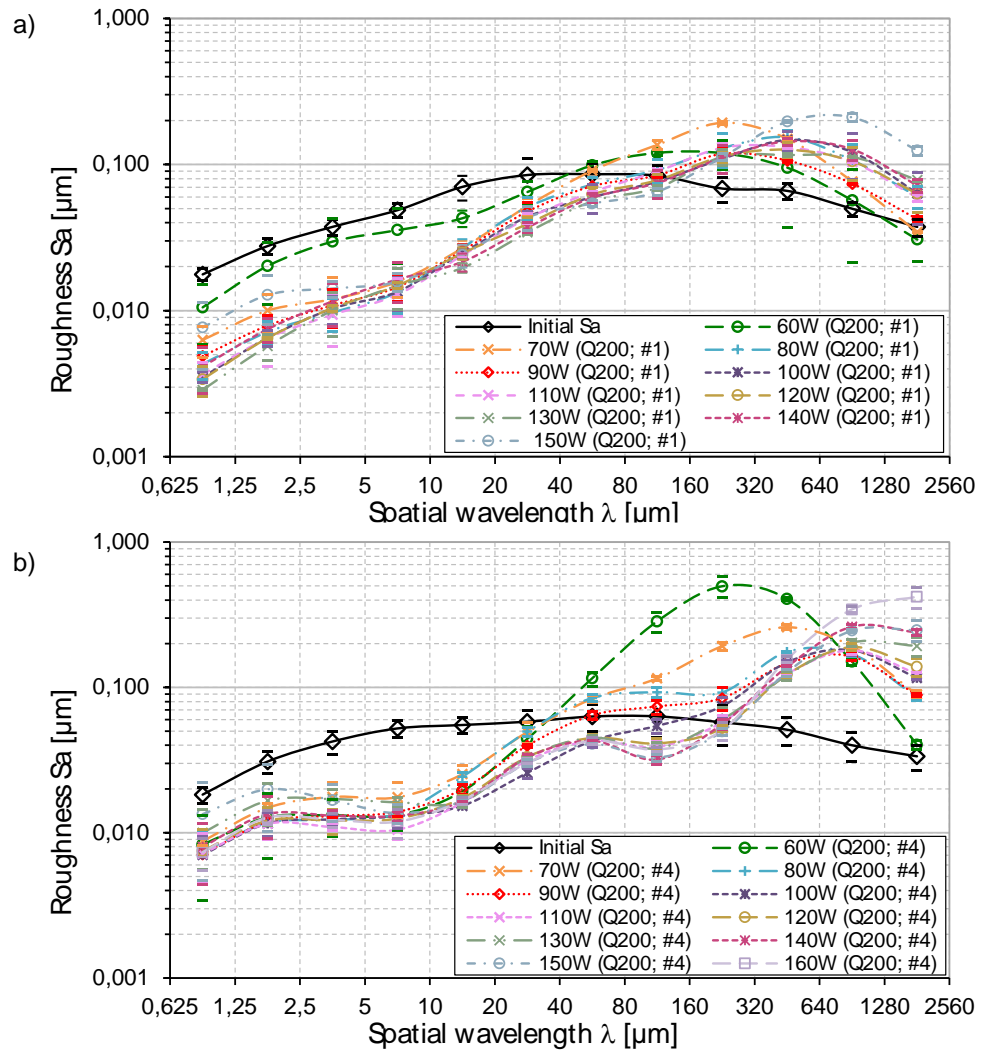 a)
Roughness Sa [µm]
1,000
0,100
0,010
0,001
Initial Sa
60W (Q200; #1)
70W (Q200; #1)
80W (Q200; #1)
90W (Q200; #1)
100W (Q200; #1)
110W (Q200; #1)
120W (Q200; #1)
130W (Q200; #1)
140W (Q200; #1)
150W (Q200; #1)
0,625 1,25 2,5 5 10 20 40 80 160 320 640 1280 2560
Spatial wavelength λ [µm]
b)
Roughness Sa [µm]
1,000
0,100
0,010
0,001
Initial Sa
60W (Q200; #4)
70W (Q200; #4)
80W (Q200; #4)
90W (Q200; #4)
100W (Q200; #4)
110W (Q200; #4)
120W (Q200; #4)
130W (Q200; #4)
140W (Q200; #4)
150W (Q200; #4)
160W (Q200; #4)
0,625 1,25 2,5 5 10 20 40 80 160 320 640 1280 2560
Spatial wavelength λ [µm]